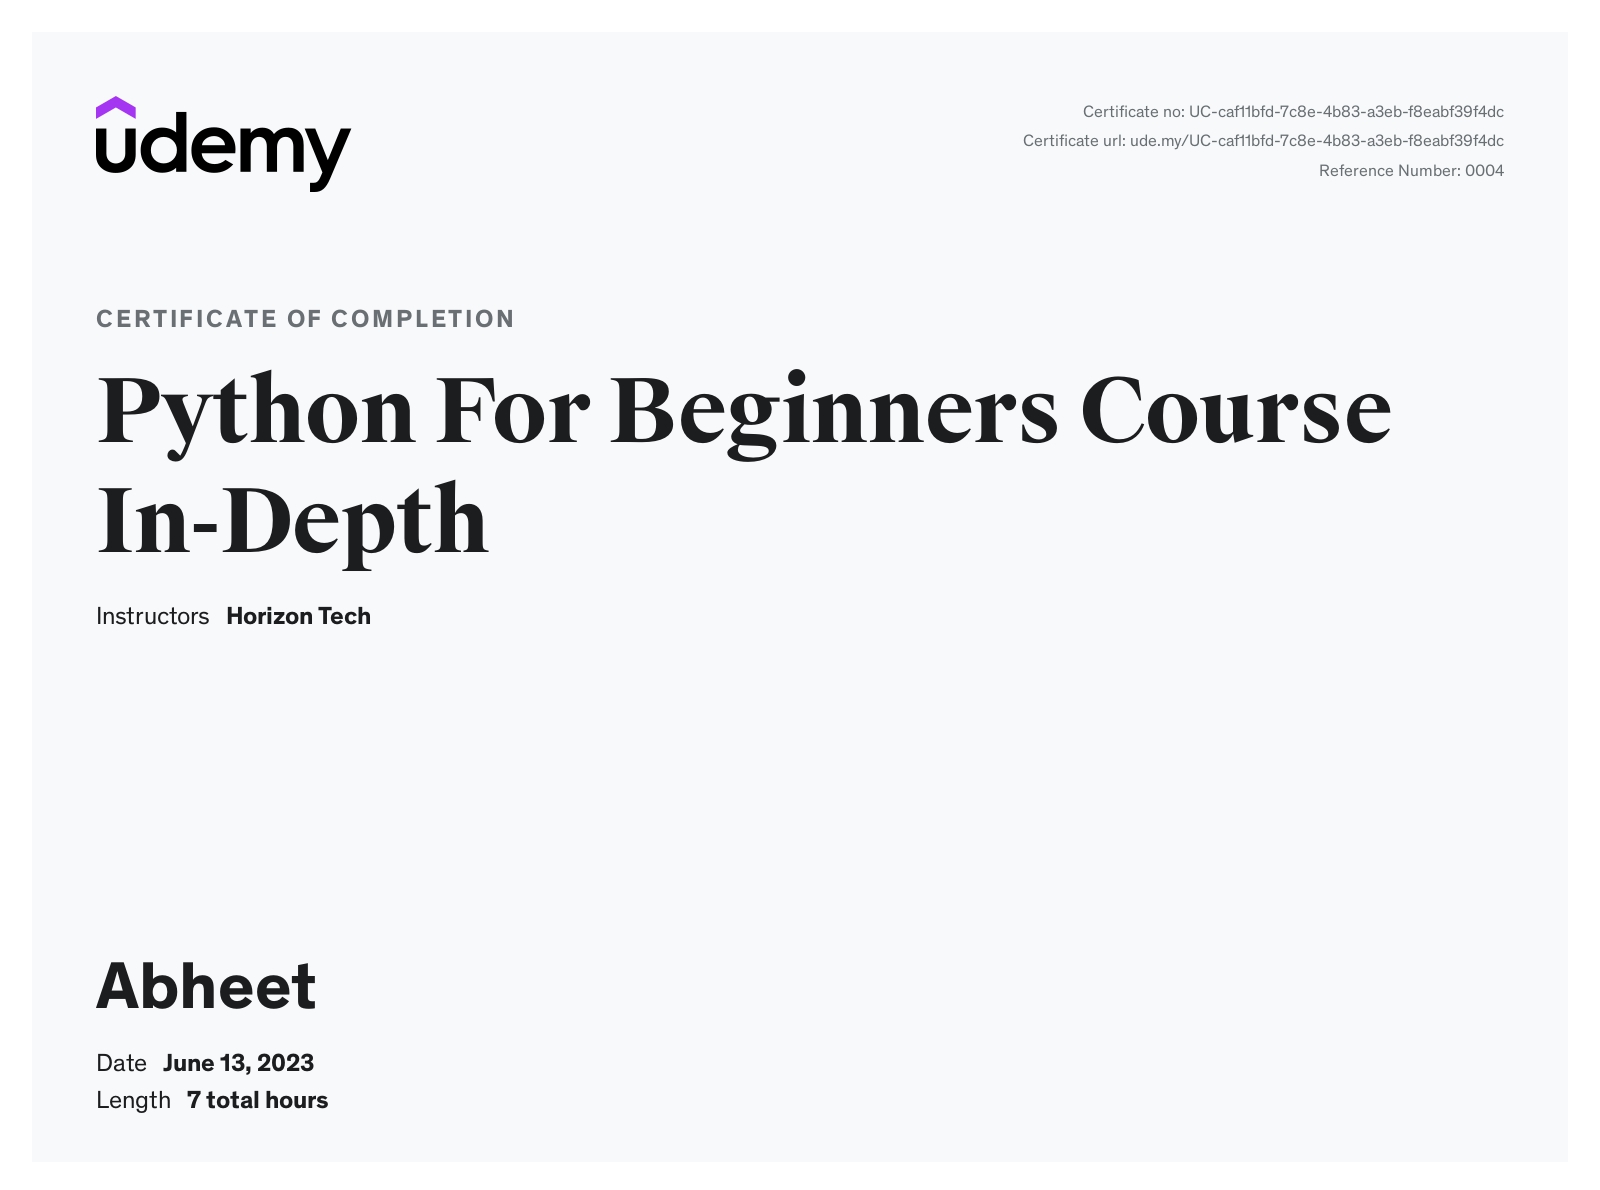 udemy
Certificate no: UC-caf11bfd-7c8e-4b83-a3eb-f8eabf39f4dc
Certificate url: ude.my/UC-caf11bfd-7c8e-4b83-a3eb-f8eabf39f4dc
Reference Number: 0004
CERTIFICATE OF COMPLETION
Python For Beginners Course
In-Depth
Instructors Horizon Tech
Abheet
Date June 13, 2023
Length 7 total hours